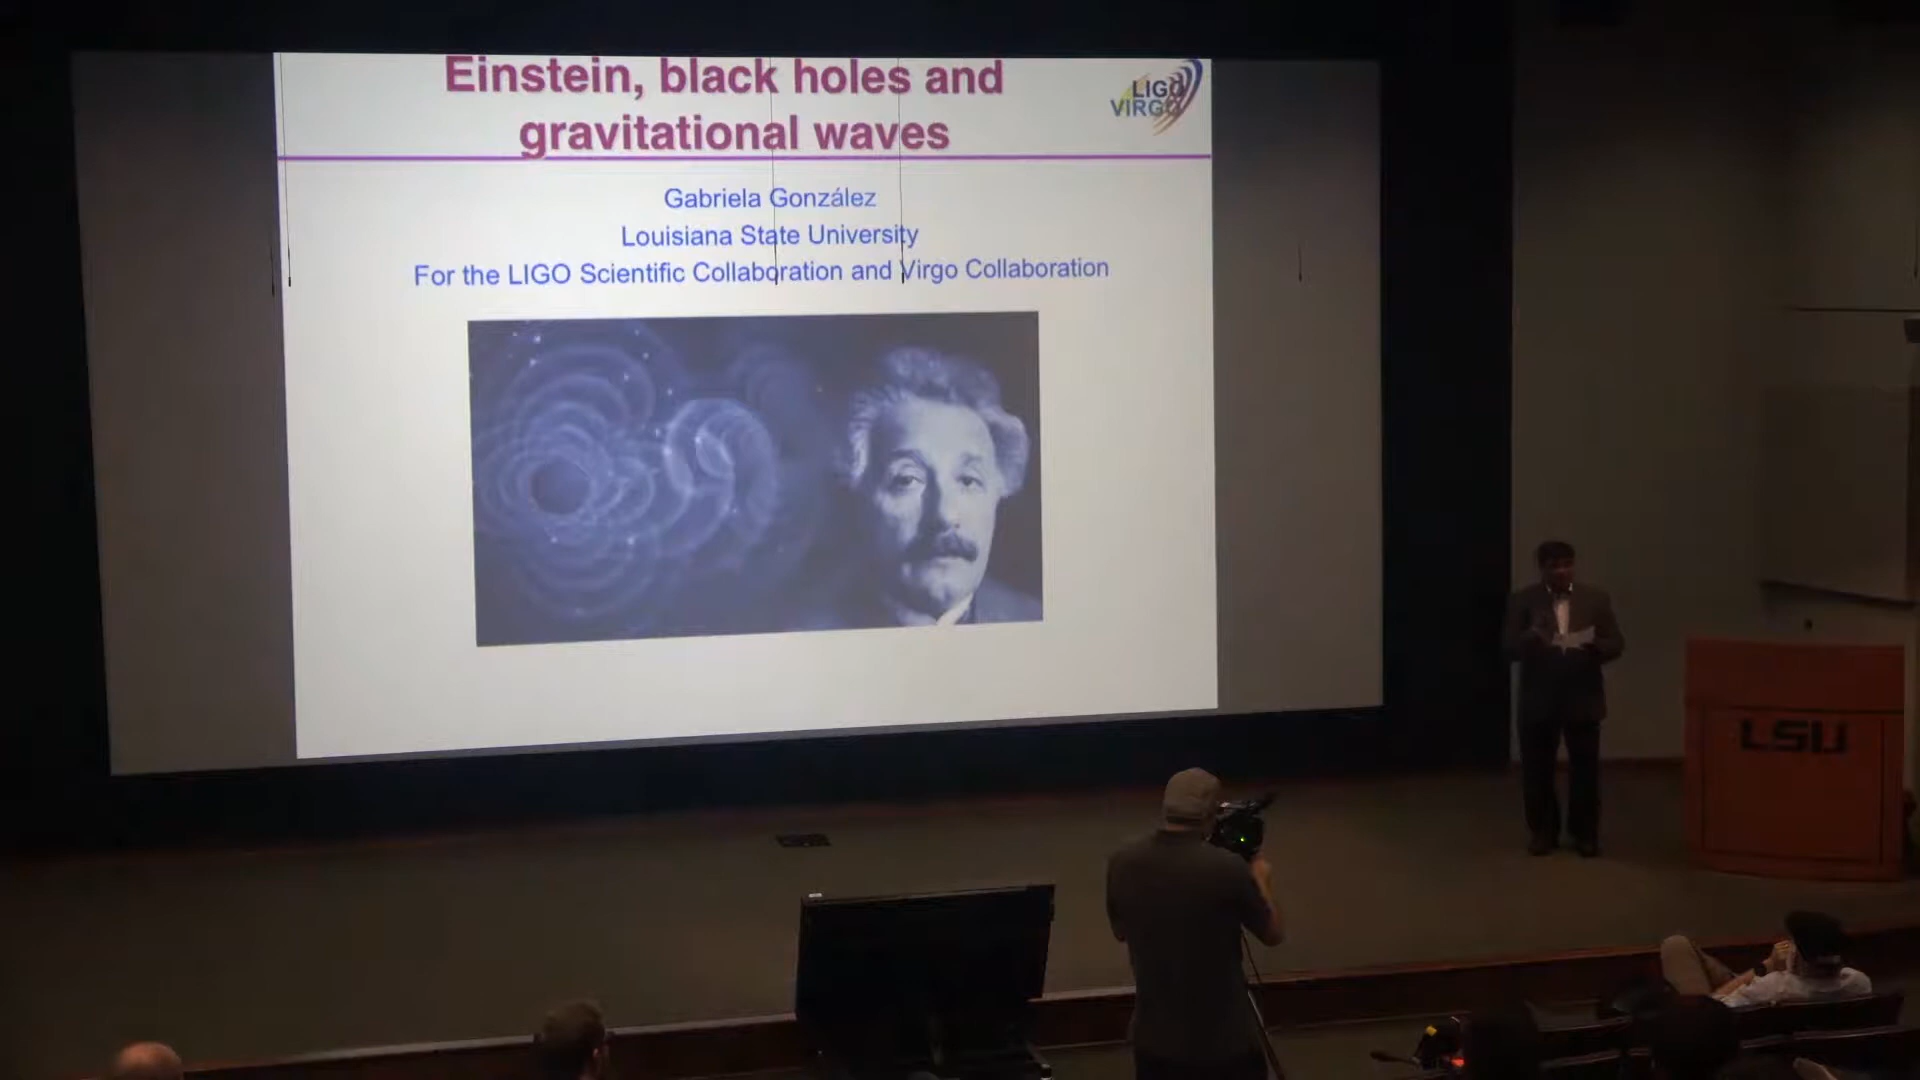 Einstein, black holes and
gravitational waves
LIGO
VIRGO
Gabriela González
Louisiana State University
For the LIGO Scientific Collaboration and Virgo Collaboration
LSU